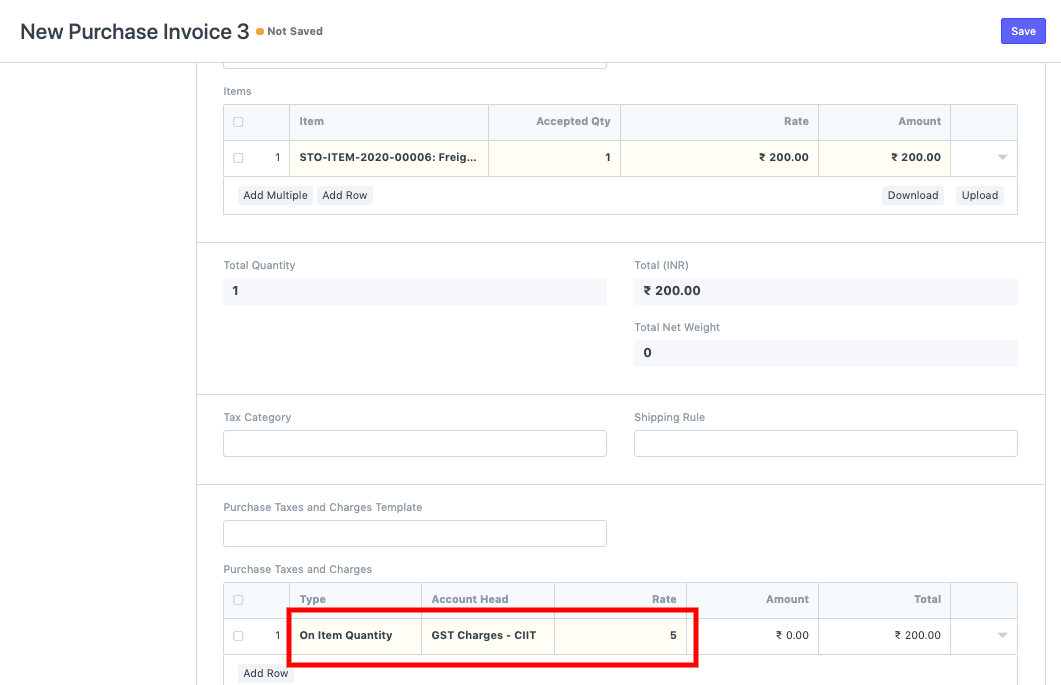 New Purchase Invoice 3 Not Saved Save
Items
Item Accepted Qty Rate Amount
1 STO-ITEM-2020-00006: Freig... 1 ₹ 200.00 ₹ 200.00
Add Multiple Add Row Download Upload
Total Quantity Total (INR)
1 ₹ 200.00
Total Net Weight
0
Tax Category Shipping Rule
Purchase Taxes and Charges Template
Purchase Taxes and Charges
Type Account Head Rate Amount Total
1 On Item Quantity GST Charges - CIIT 5 ₹ 0.00 ₹ 200.00
Add Row